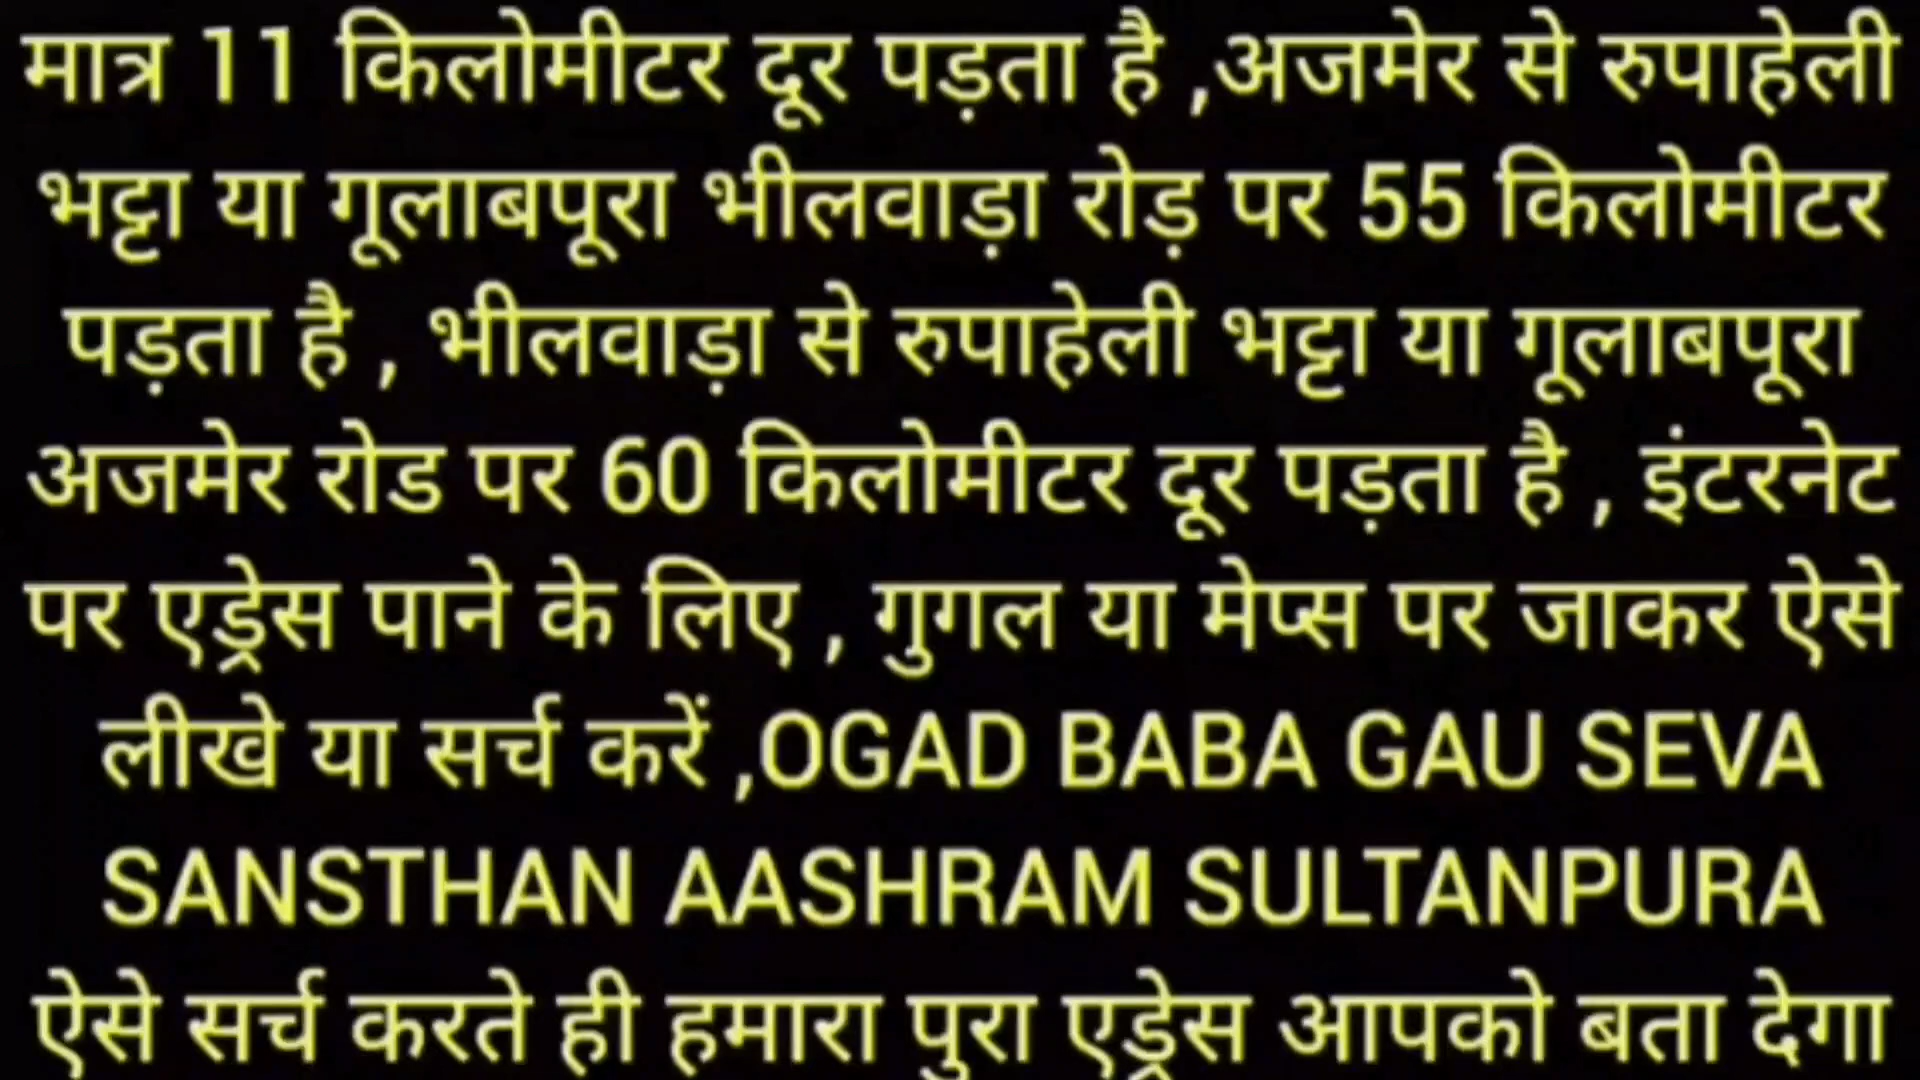 मात्र 11 किलोमीटर दूर पड़ता है ,अजमेर से रुपाहेली
भट्टा या गूलाबपूरा भीलवाड़ा रोड़ पर 55 किलोमीटर
पड़ता है , भीलवाड़ा से रुपाहेली भट्टा या गूलाबपूरा
अजमेर रोड पर 60 किलोमीटर दूर पड़ता है , इंटरनेट
पर एड्रेस पाने के लिए , गुगल या मेप्स पर जाकर ऐसे
लीखे या सर्च करें ,OGAD BABA GAU SEVA
SANSTHAN AASHRAM SULTANPURA
ऐसे सर्च करते ही हमारा पुरा एड्रेस आपको बता देगा